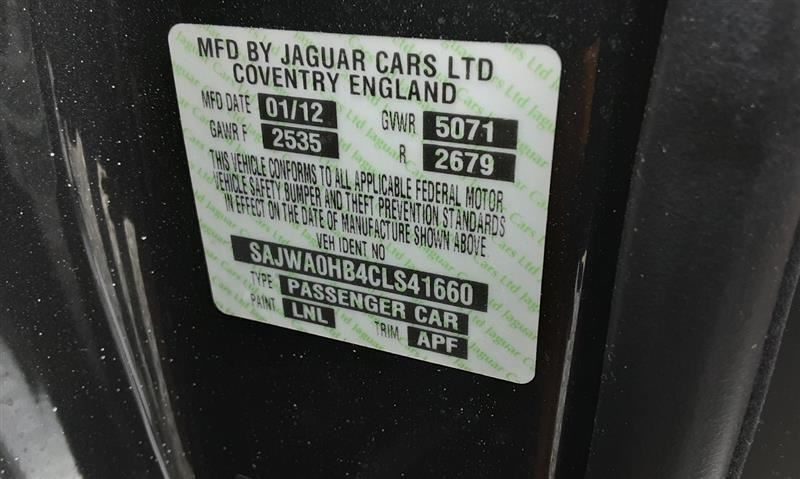 MFD BY JAGUAR CARS LTD
COVENTRY ENGLAND
MFD DATE 01/12 GVWR 5071
GAWR F 2535 R 2679
THIS VEHICLE CONFORMS TO ALL APPLICABLE FEDERAL MOTOR
VEHICLE SAFETY BUMPER AND THEFT PREVENTION STANDARDS
IN EFFECT ON THE DATE OF MANUFACTURE SHOWN ABOVE
VEH IDENT NO
SAJWA0HB4CLS41660
TYPE PASSENGER CAR
PAINT LNL TRIM APF